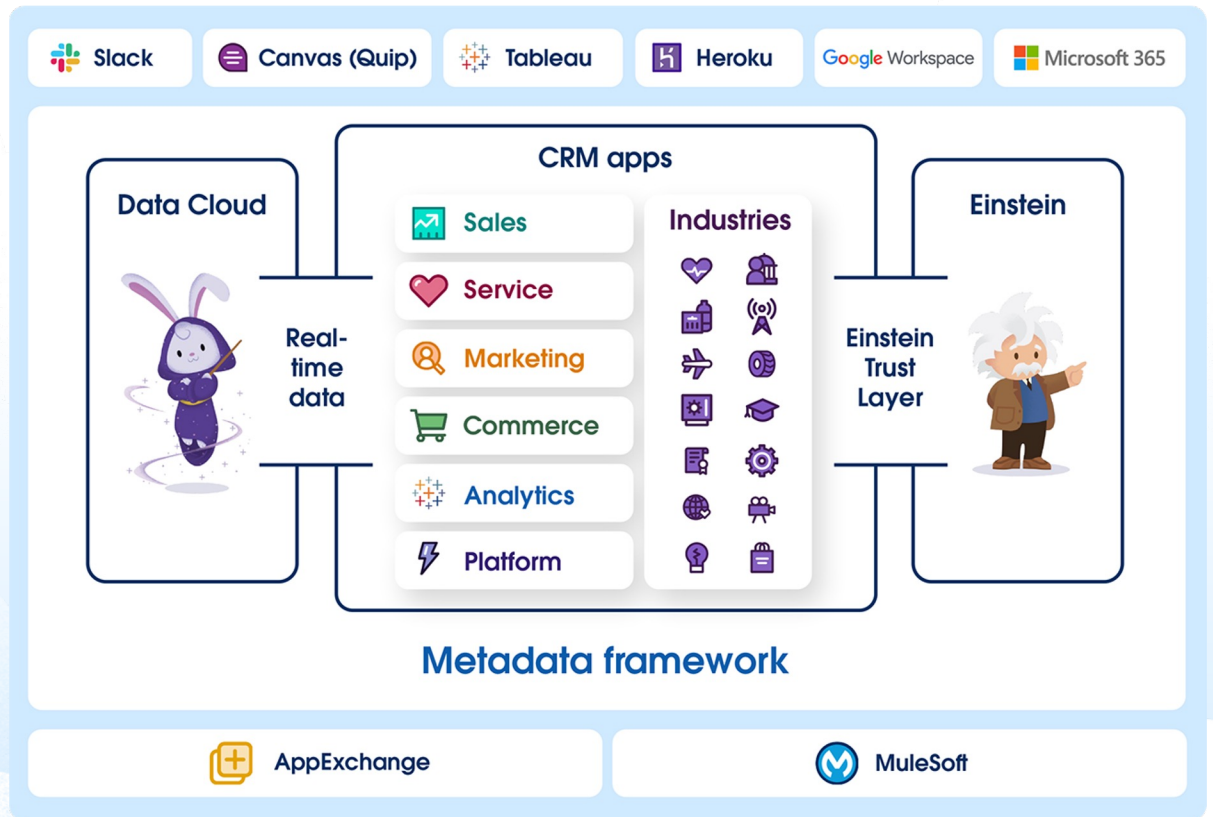 Slack
Canvas (Quip)
Tableau
Heroku
Google Workspace
Microsoft 365
CRM apps
Data Cloud
Real-
time
data
Sales
Service
Marketing
Commerce
Analytics
Platform
Industries
Einstein
Trust
Layer
Einstein
Metadata framework
AppExchange
MuleSoft